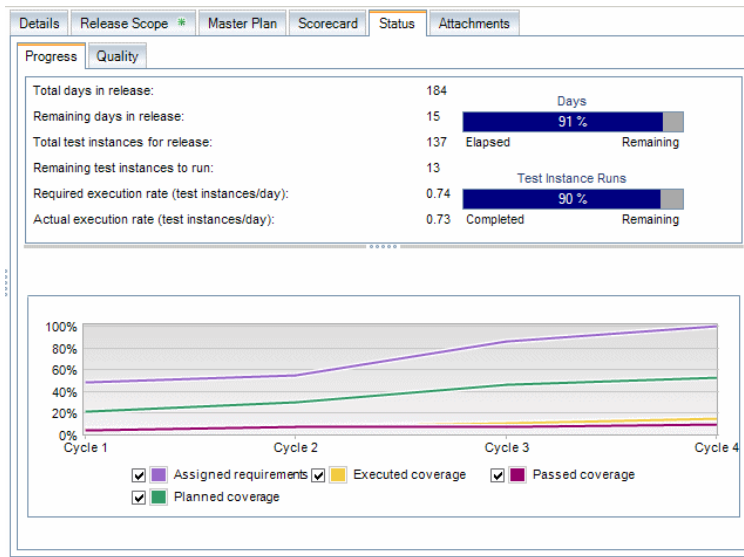 Details Release Scope * Master Plan Scorecard Status Attachments
Progress Quality
Total days in release: 184
Remaining days in release: 15
Total test instances for release: 137
Remaining test instances to run: 13
Required execution rate (test instances/day): 0.74
Actual execution rate (test instances/day): 0.73
Days
91 %
Elapsed Remaining
Test Instance Runs
90 %
Completed Remaining
100%
80%
60%
40%
20%
0%
Cycle 1 Cycle 2 Cycle 3 Cycle 4
Assigned requirements Executed coverage Passed coverage
Planned coverage